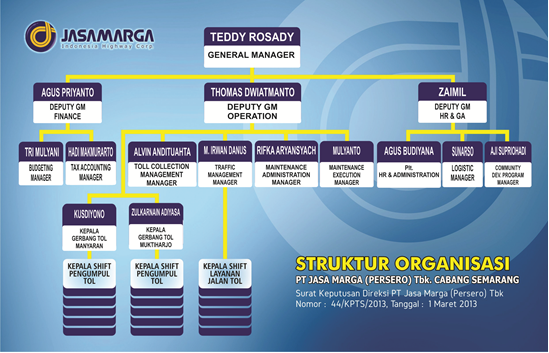 JASAMARGA
Indonesia Highway Corp
TEDDY ROSADY
GENERAL MANAGER
AGUS PRIYANTO
DEPUTY GM
FINANCE
THOMAS DWIATMANTO
DEPUTY GM
OPERATION
ZAIMIL
DEPUTY GM
HR & GA
TRI MULYANI
BUDGETING
MANAGER
HADI MAKMURARTO
TAX ACCOUNTING
MANAGER
ALVIN ANDITUAHTA
TOLL COLLECTION
MANAGEMENT
MANAGER
M. IRWAN DANUS
TRAFFIC
MANAGEMENT
MANAGER
RIFKA ARYANSYACH
MAINTENANCE
ADMINISTRATION
MANAGER
MULYANTO
MAINTENANCE
EXECUTION
MANAGER
AGUS BUDIYANA
Plt.
HR & ADMINISTRATION
SUNARSO
LOGISTIC
MANAGER
AJI SUPRIOHADI
COMMUNITY
DEV. PROGRAM
MANAGER
KUSDIYONO
KEPALA
GERBANG TOL
MANYARAN
ZULKARNAIN ADIYASA
KEPALA
GERBANG TOL
MUKTIHARJO
KEPALA SHIFT
PENGUMPUL
TOL
KEPALA SHIFT
PENGUMPUL
TOL
KEPALA SHIFT
LAYANAN
JALAN TOL
STRUKTUR ORGANISASI
PT JASA MARGA (PERSERO) Tbk. CABANG SEMARANG
Surat Keputusan Direksi PT Jasa Marga (Persero) Tbk
Nomor : 44/KPTS/2013, Tanggal : 1 Maret 2013